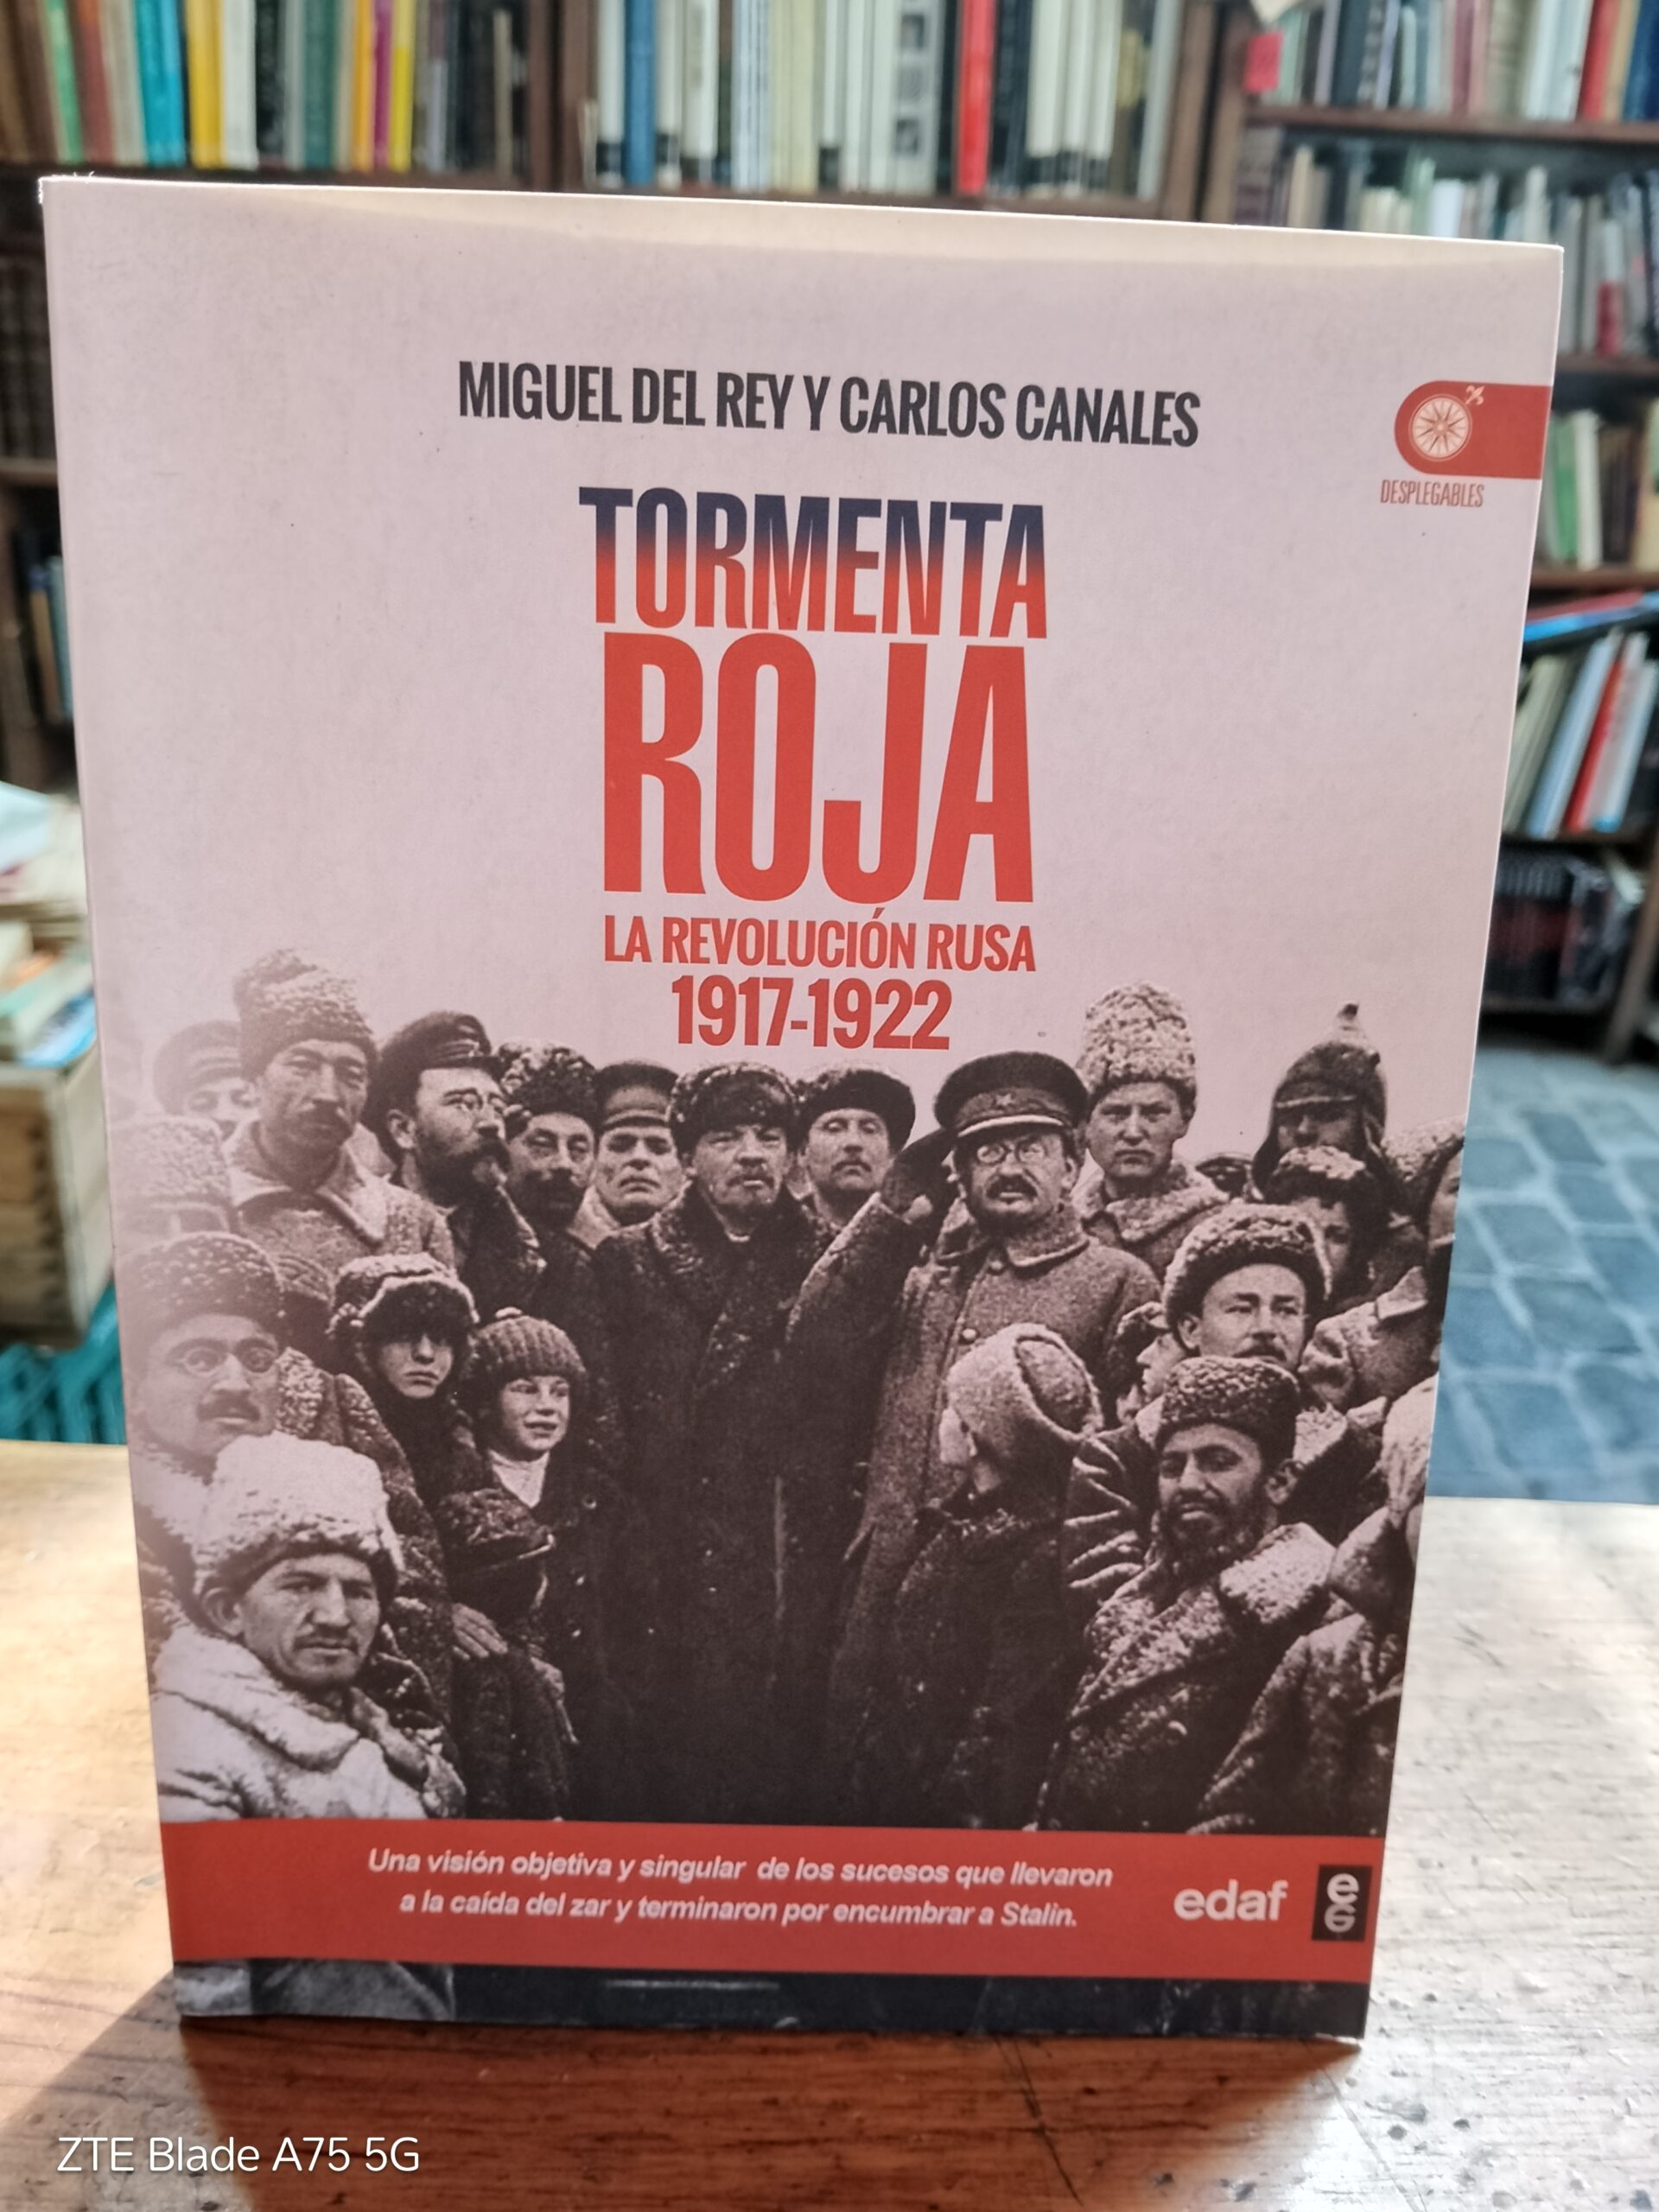 MIGUEL DEL REY Y CARLOS CANALES
DESPLEGABLES
TORMENTA
ROJA
LA REVOLUCIÓN RUSA
1917-1922
Una visión objetiva y singular de los sucesos que llevaron
a la caída del zar y terminaron por encumbrar a Stalin.
edaf
ZTE Blade A75 5G